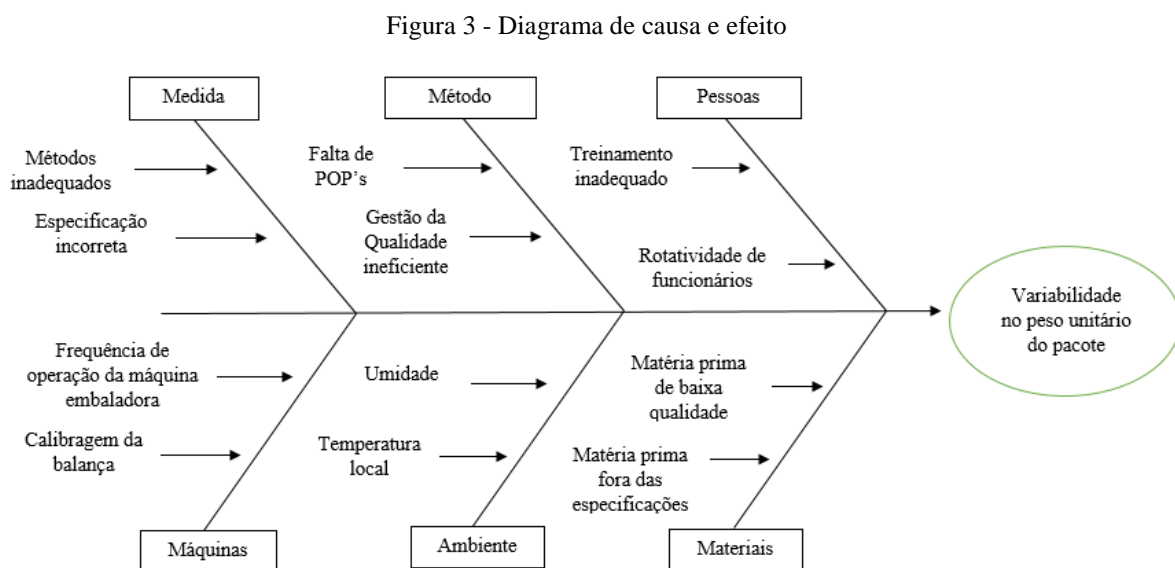 Figura 3 - Diagrama de causa e efeito
Medida
Método
Pessoas
Métodos
inadequados
Falta de
POP’s
Treinamento
inadequado
Especificação
incorreta
Gestão da
Qualidade
ineficiente
Rotatividade de
funcionários
Variabilidade
no peso unitário
do pacote
Frequência de
operação da máquina
embaladora
Umidade
Matéria prima
de baixa
qualidade
Calibragem da
balança
Temperatura
local
Matéria prima
fora das
especificações
Máquinas
Ambiente
Materiais